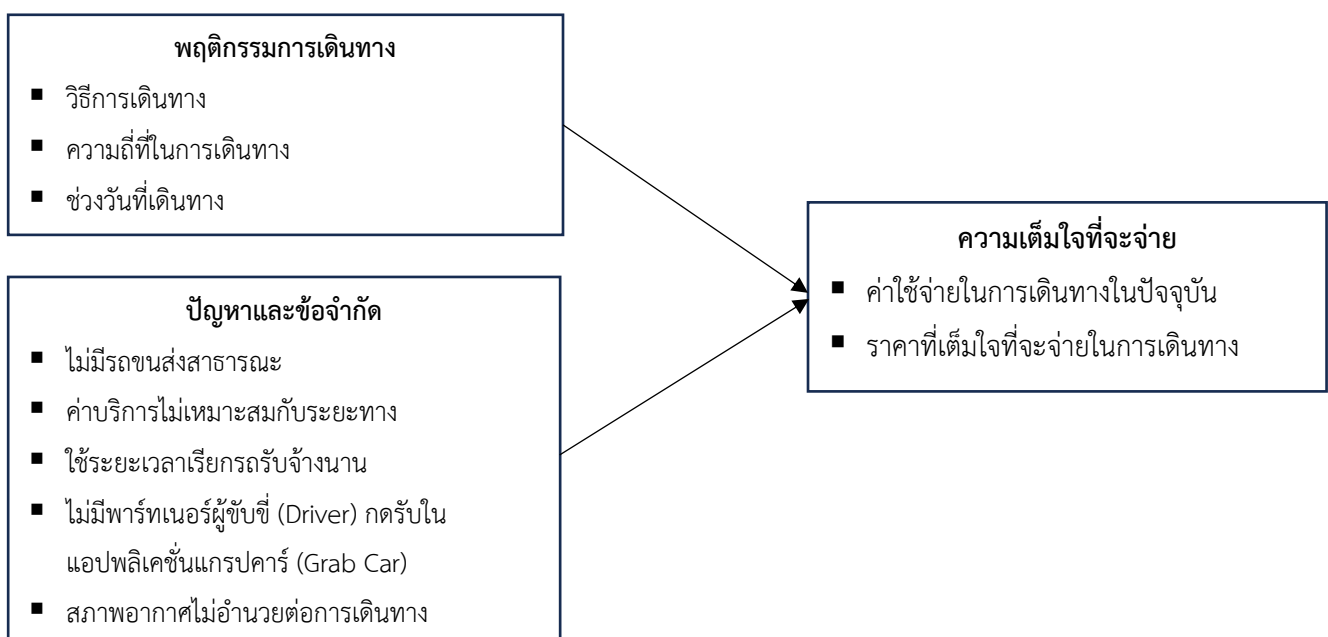 พฤติกรรมการเดินทาง
▪ วิธีการเดินทาง
▪ ความถี่ที่ในการเดินทาง
▪ ช่วงวันที่เดินทาง
ปัญหาและข้อจำกัด
▪ ไม่มีรถขนส่งสาธารณะ
▪ ค่าบริการไม่เหมาะสมกับระยะทาง
▪ ใช้ระยะเวลาเรียกรถรับจ้างนาน
▪ ไม่มีพาร์ทเนอร์ผู้ขับขี่ (Driver) กดรับใน
แอปพลิเคชั่นแกรปคาร์ (Grab Car)
▪ สภาพอากาศไม่อำนวยต่อการเดินทาง
ความเต็มใจที่จะจ่าย
▪ ค่าใช้จ่ายในการเดินทางในปัจจุบัน
▪ ราคาที่เต็มใจที่จะจ่ายในการเดินทาง